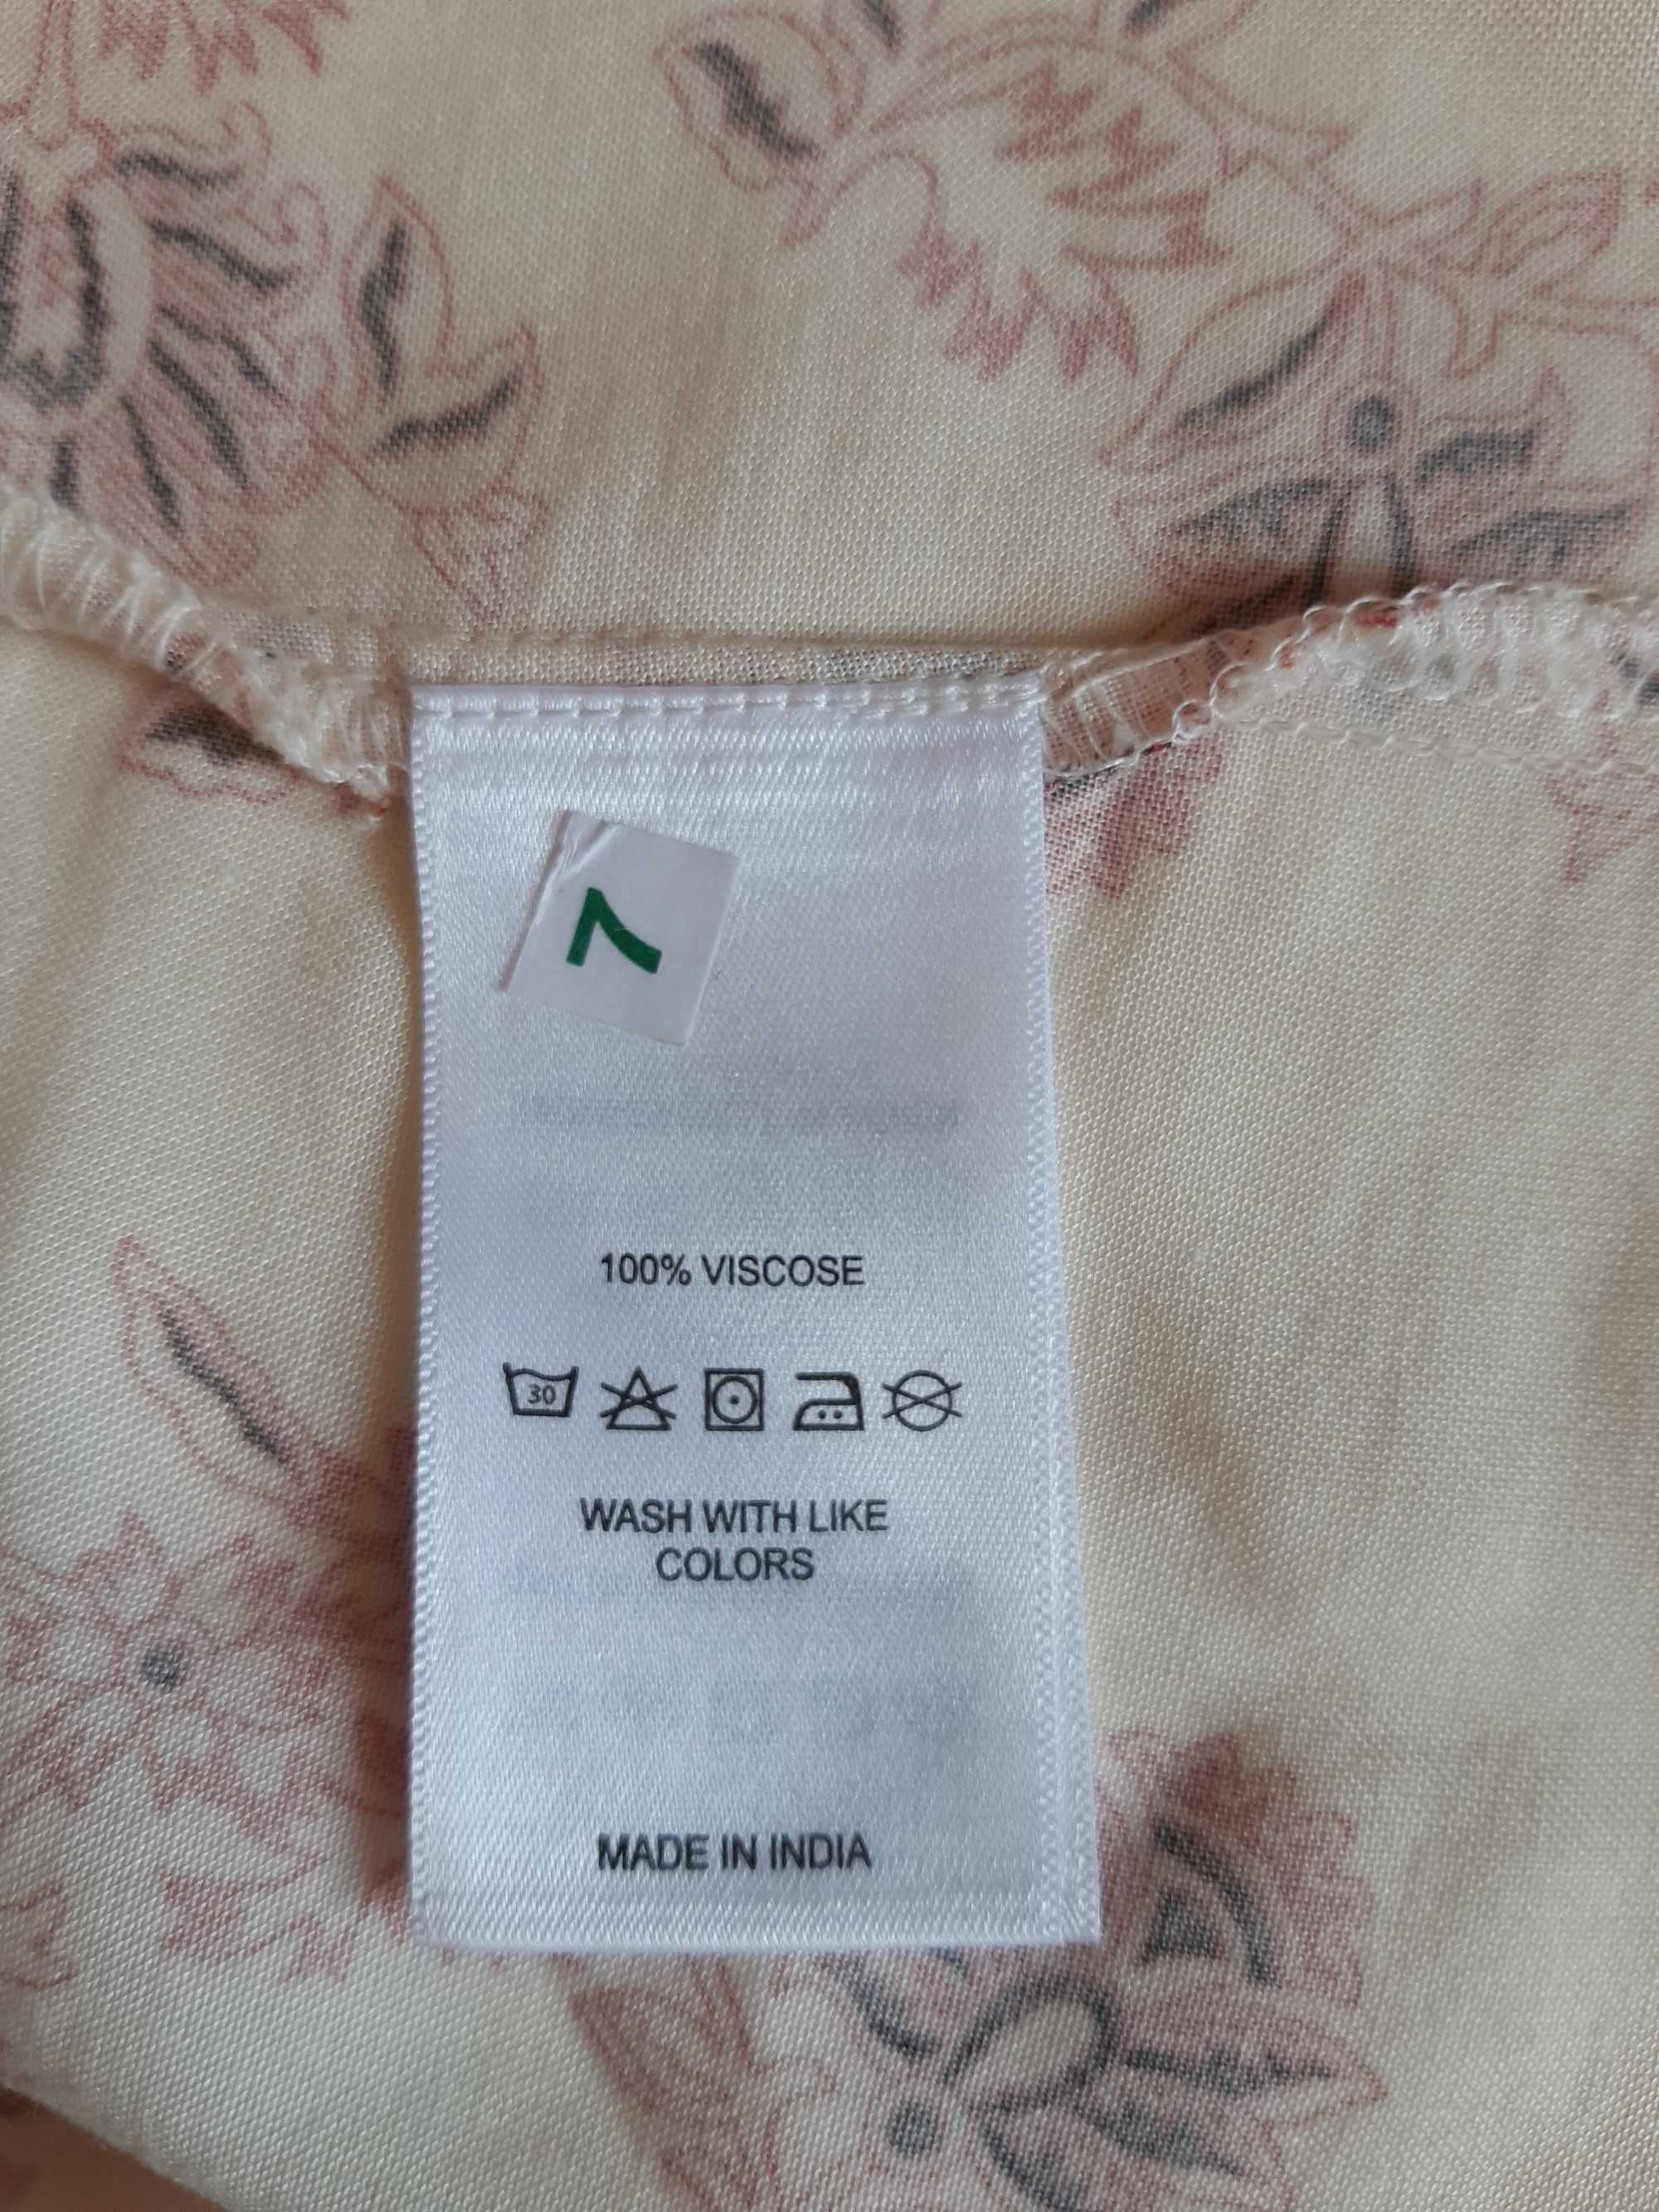 7
100% VISCOSE
30
WASH WITH LIKE
COLORS
MADE IN INDIA